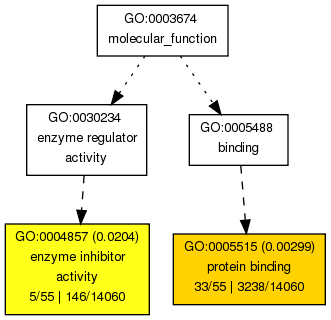 GO:0003674
molecular_function
GO:0030234
enzyme regulator
activity
GO:0005488
binding
GO:0004857 (0.0204)
enzyme inhibitor
activity
5/55 | 146/14060
GO:0005515 (0.00299)
protein binding
33/55 | 3238/14060